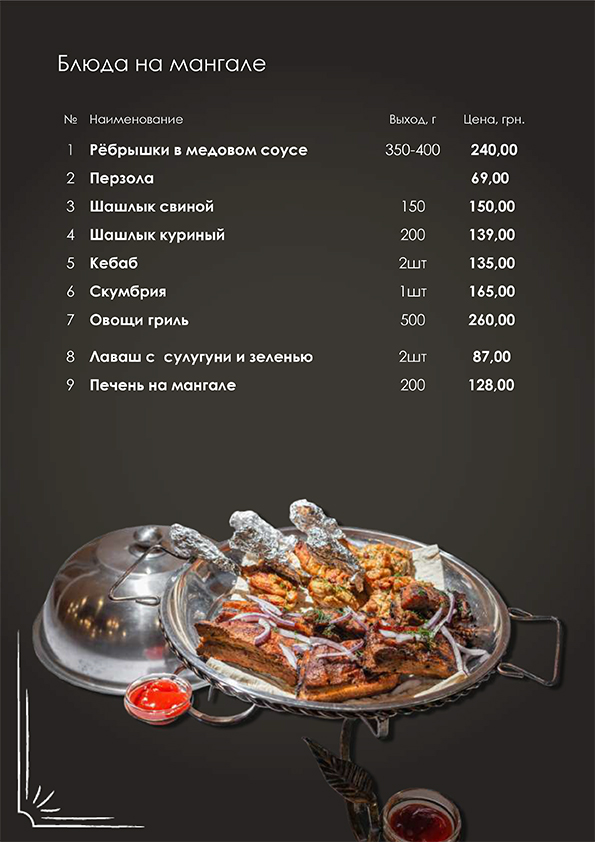 Блюда на мангале
№ Наименование Выход, г Цена, грн.
1 Рёбрышки в медовом соусе 350-400 240,00
2 Перзола 69,00
3 Шашлык свиной 150 150,00
4 Шашлык куриный 200 139,00
5 Кебаб 2шт 135,00
6 Скумбрия 1шт 165,00
7 Овощи гриль 500 260,00
8 Лаваш с сулугуни и зеленью 2шт 87,00
9 Печень на мангале 200 128,00